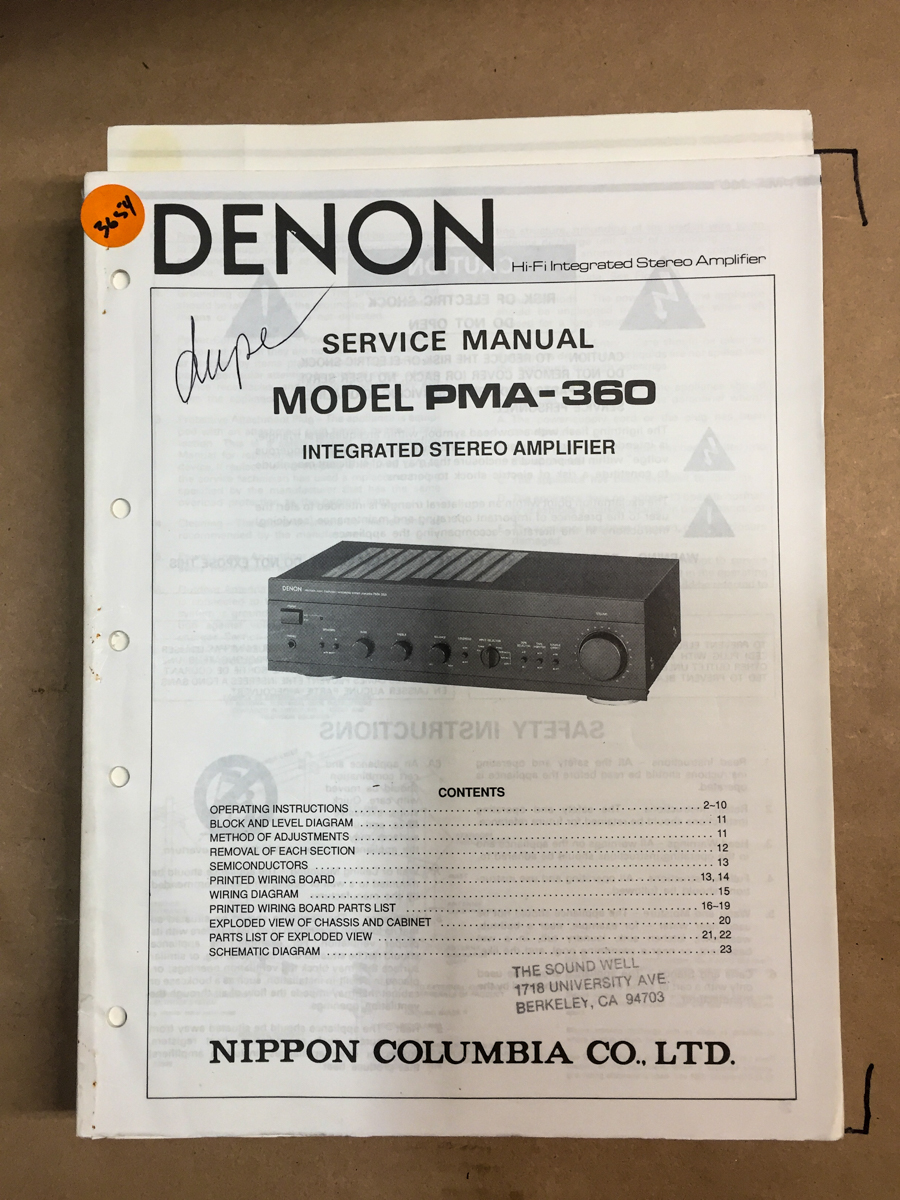 3654
DENON
Hi-Fi Integrated Stereo Amplifier
dupe
SERVICE MANUAL
MODEL PMA-360
INTEGRATED STEREO AMPLIFIER
DENON
CONTENTS
OPERATING INSTRUCTIONS ........ 2–10
BLOCK AND LEVEL DIAGRAM ........ 11
METHOD OF ADJUSTMENTS ........ 11
REMOVAL OF EACH SECTION ........ 12
SEMICONDUCTORS ........ 13
PRINTED WIRING BOARD ........ 13, 14
WIRING DIAGRAM ........ 15
PRINTED WIRING BOARD PARTS LIST ........ 16–19
EXPLODED VIEW OF CHASSIS AND CABINET ........ 20
PARTS LIST OF EXPLODED VIEW ........ 21, 22
SCHEMATIC DIAGRAM ........ 23
THE SOUND WELL
1718 UNIVERSITY AVE.
BERKELEY, CA 94703
NIPPON COLUMBIA CO., LTD.